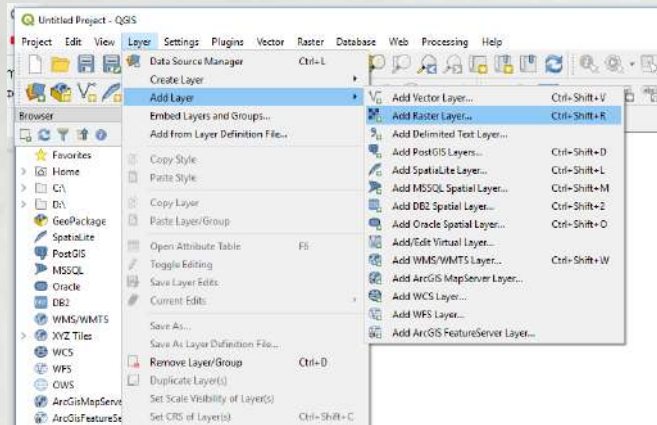 Untitled Project - QGIS
Project Edit View Layer Settings Plugins Vector Raster Database Web Processing Help
Data Source Manager Ctrl+L
Create Layer
Add Layer
Embed Layers and Groups...
Add from Layer Definition File...
Copy Style
Paste Style
Copy Layer
Paste Layer/Group
Open Attribute Table F6
Toggle Editing
Save Layer Edits
Current Edits
Save As...
Save As Layer Definition File...
Remove Layer/Group Ctrl+D
Duplicate Layer(s)
Set Scale Visibility of Layer(s)
Set CRS of Layer(s) Ctrl+Shift+C
Add Vector Layer... Ctrl+Shift+V
Add Raster Layer... Ctrl+Shift+R
Add Delimited Text Layer...
Add PostGIS Layers... Ctrl+Shift+D
Add SpatiaLite Layer... Ctrl+Shift+L
Add MSSQL Spatial Layer... Ctrl+Shift+M
Add DB2 Spatial Layer... Ctrl+Shift+2
Add Oracle Spatial Layer... Ctrl+Shift+O
Add/Edit Virtual Layer...
Add WMS/WMTS Layer... Ctrl+Shift+W
Add ArcGIS MapServer Layer...
Add WCS Layer...
Add WFS Layer...
Add ArcGIS FeatureServer Layer...
Browser
Favorites
Home
C:\
D:\
GeoPackage
SpatiaLite
PostGIS
MSSQL
Oracle
DB2
WMS/WMTS
XYZ Tiles
WCS
WFS
OWS
ArcGisMapServe
ArcGisFeatureSe